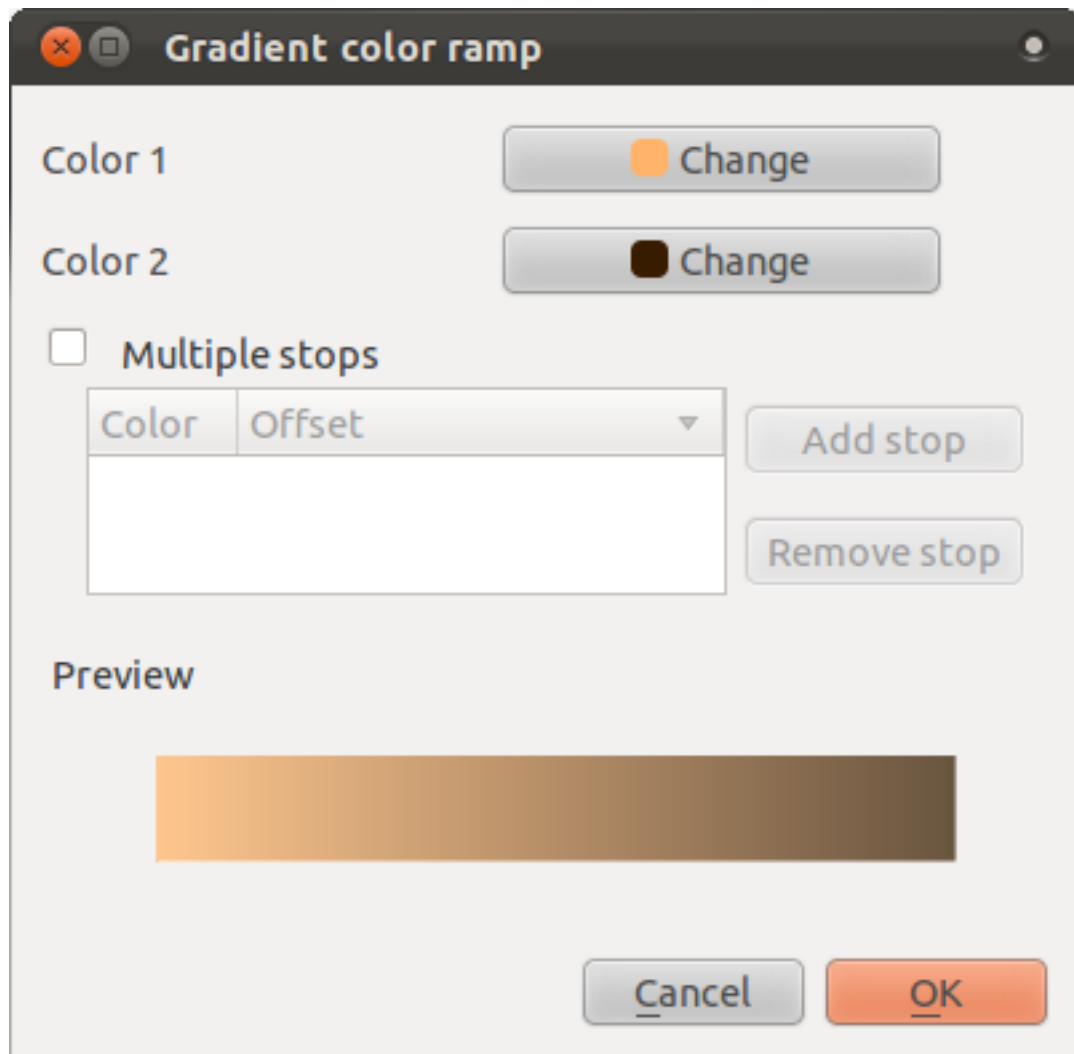 Gradient color ramp
Color 1 Change
Color 2 Change
Multiple stops
Color Offset
Add stop
Remove stop
Preview
Cancel OK